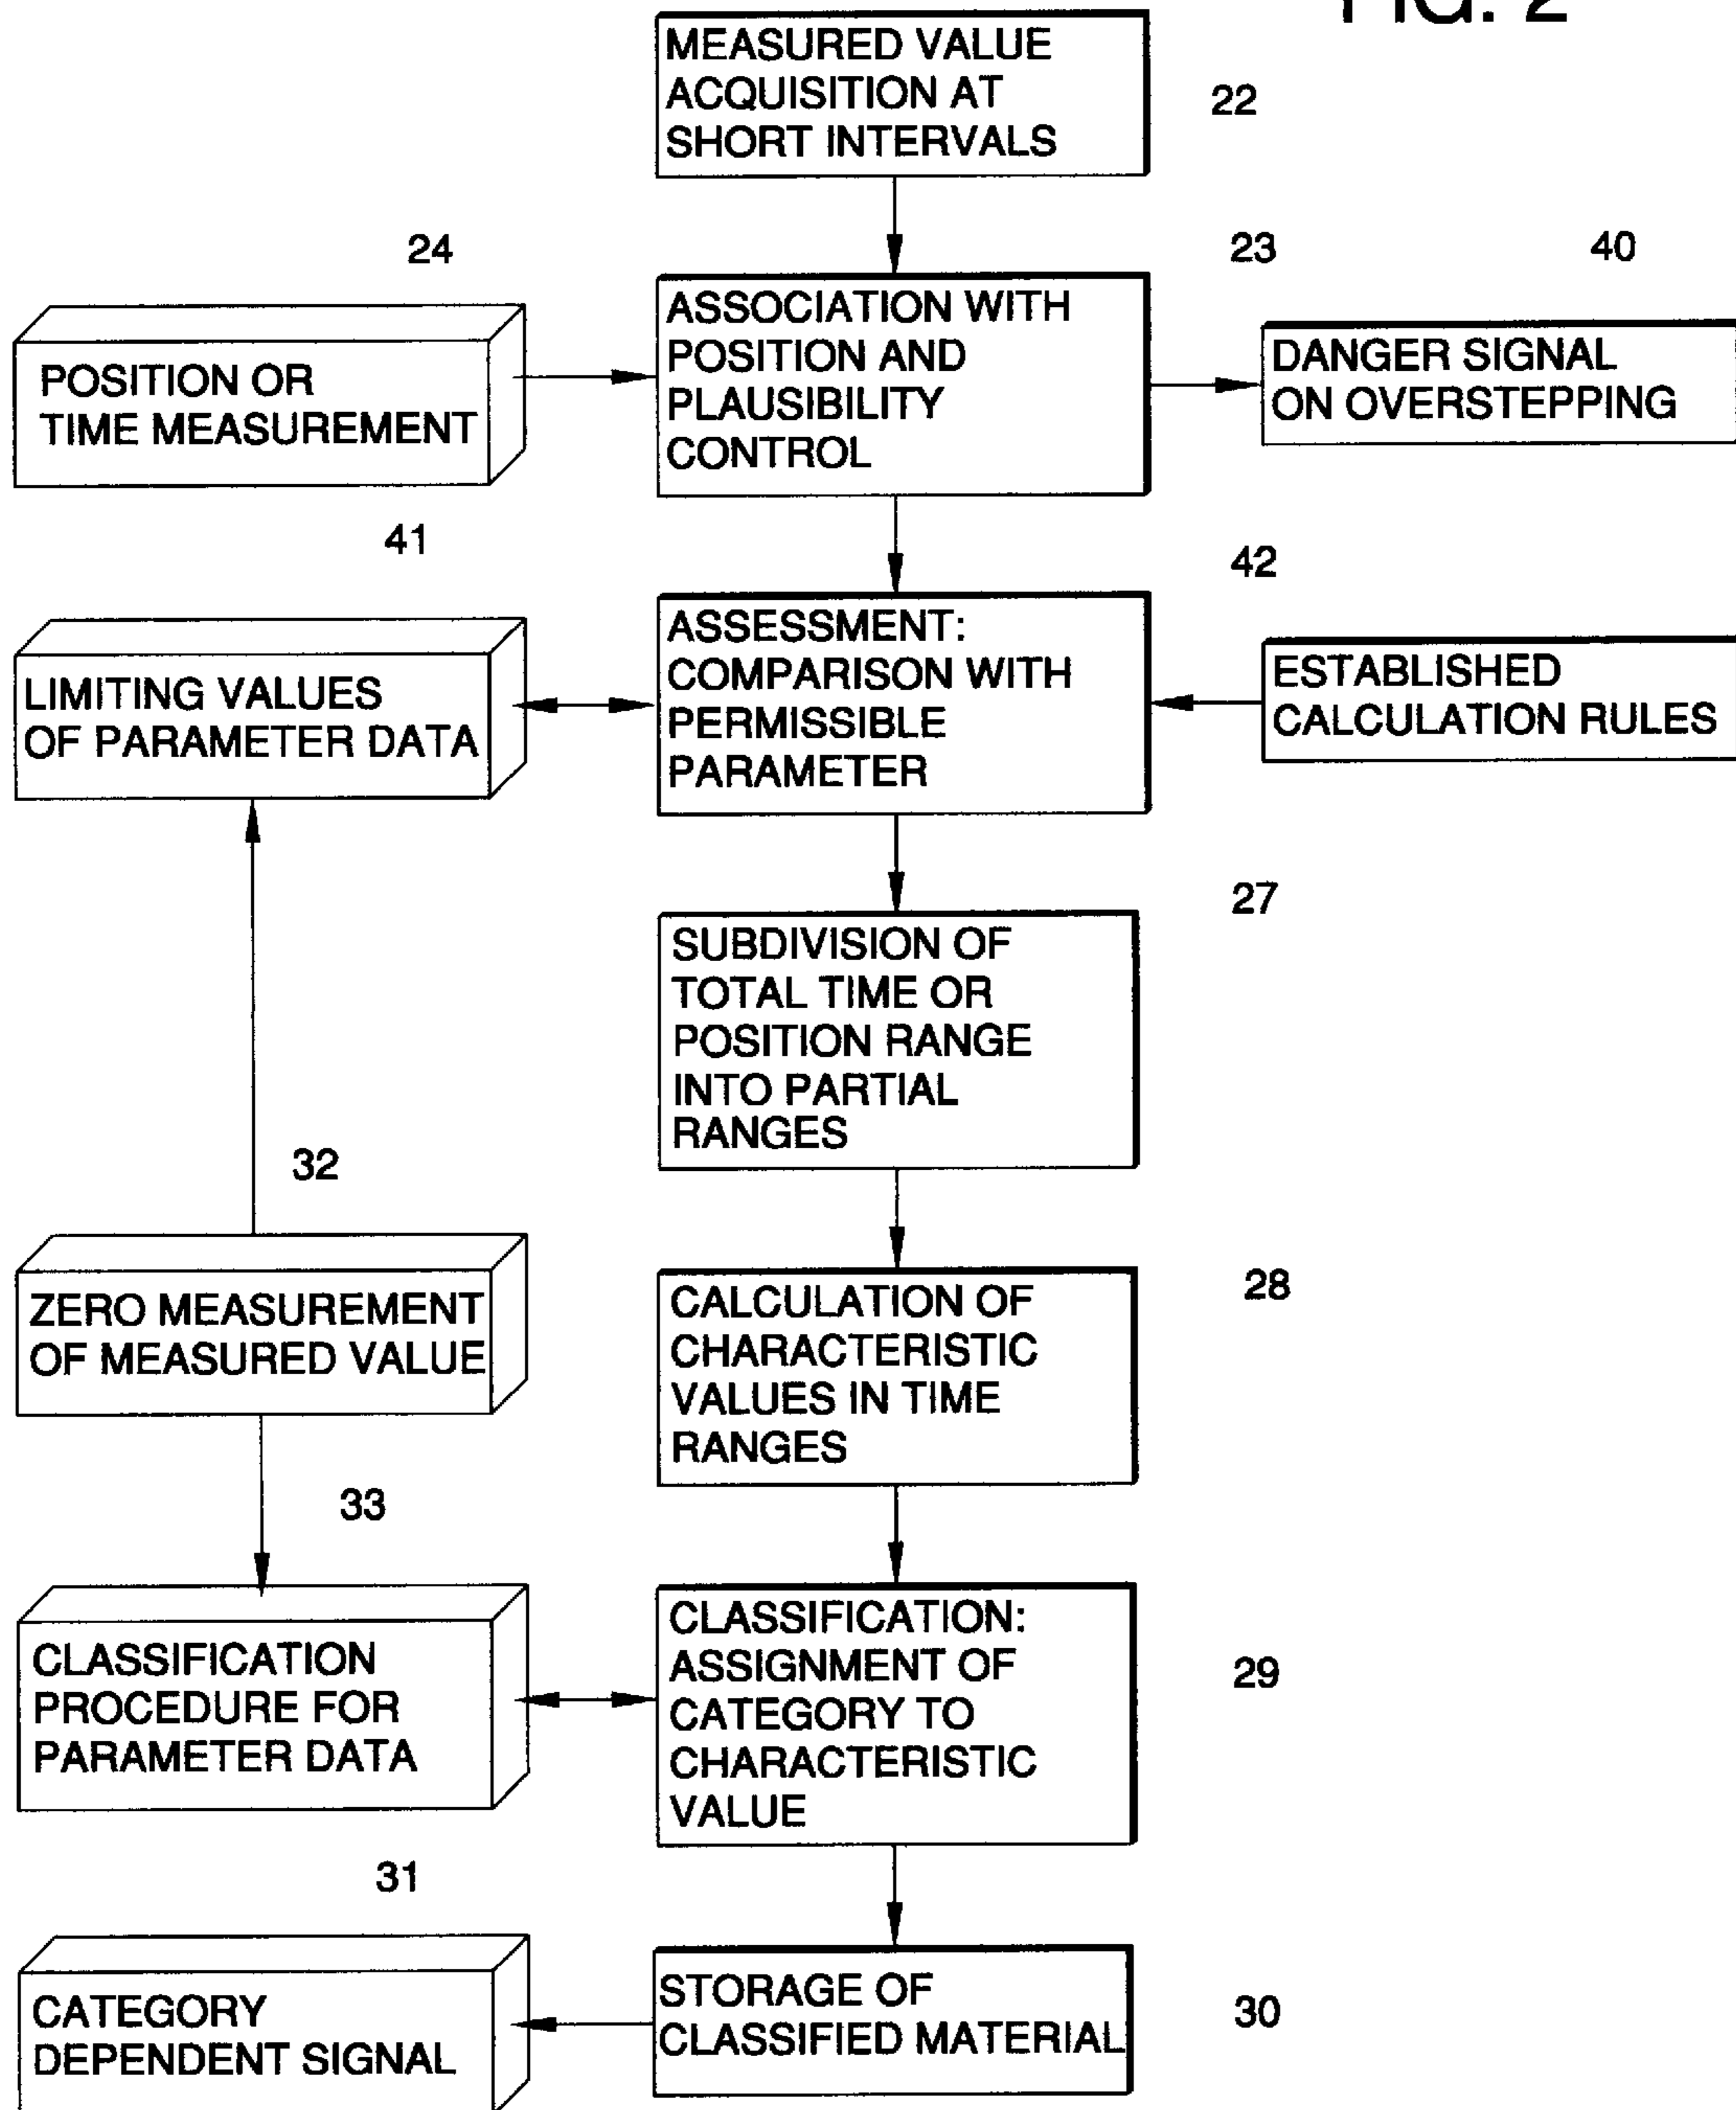 FIG. 2
MEASURED VALUE
ACQUISITION AT
SHORT INTERVALS
22
24
23
40
POSITION OR
TIME MEASUREMENT
ASSOCIATION WITH
POSITION AND
PLAUSIBILITY
CONTROL
DANGER SIGNAL
ON OVERSTEPPING
41
42
LIMITING VALUES
OF PARAMETER DATA
ASSESSMENT:
COMPARISON WITH
PERMISSIBLE
PARAMETER
ESTABLISHED
CALCULATION RULES
27
SUBDIVISION OF
TOTAL TIME OR
POSITION RANGE
INTO PARTIAL
RANGES
32
ZERO MEASUREMENT
OF MEASURED VALUE
28
CALCULATION OF
CHARACTERISTIC
VALUES IN TIME
RANGES
33
CLASSIFICATION
PROCEDURE FOR
PARAMETER DATA
CLASSIFICATION:
ASSIGNMENT OF
CATEGORY TO
CHARACTERISTIC
VALUE
29
31
CATEGORY
DEPENDENT SIGNAL
STORAGE OF
CLASSIFIED MATERIAL
30